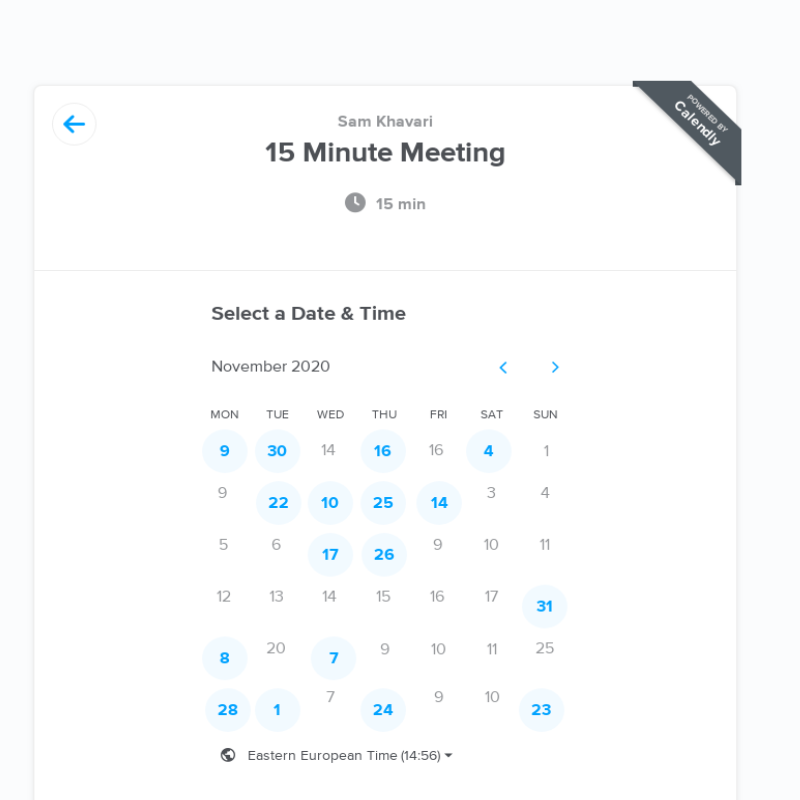 POWERED BY
Calendly
Sam Khavari
15 Minute Meeting
15 min
Select a Date & Time
November 2020
MON TUE WED THU FRI SAT SUN
9 30 14 16 16 4 1
9 22 10 25 14 3 4
5 6 17 26 9 10 11
12 13 14 15 16 17 31
8 20 7 9 10 11 25
28 1 7 24 9 10 23
Eastern European Time (14:56)